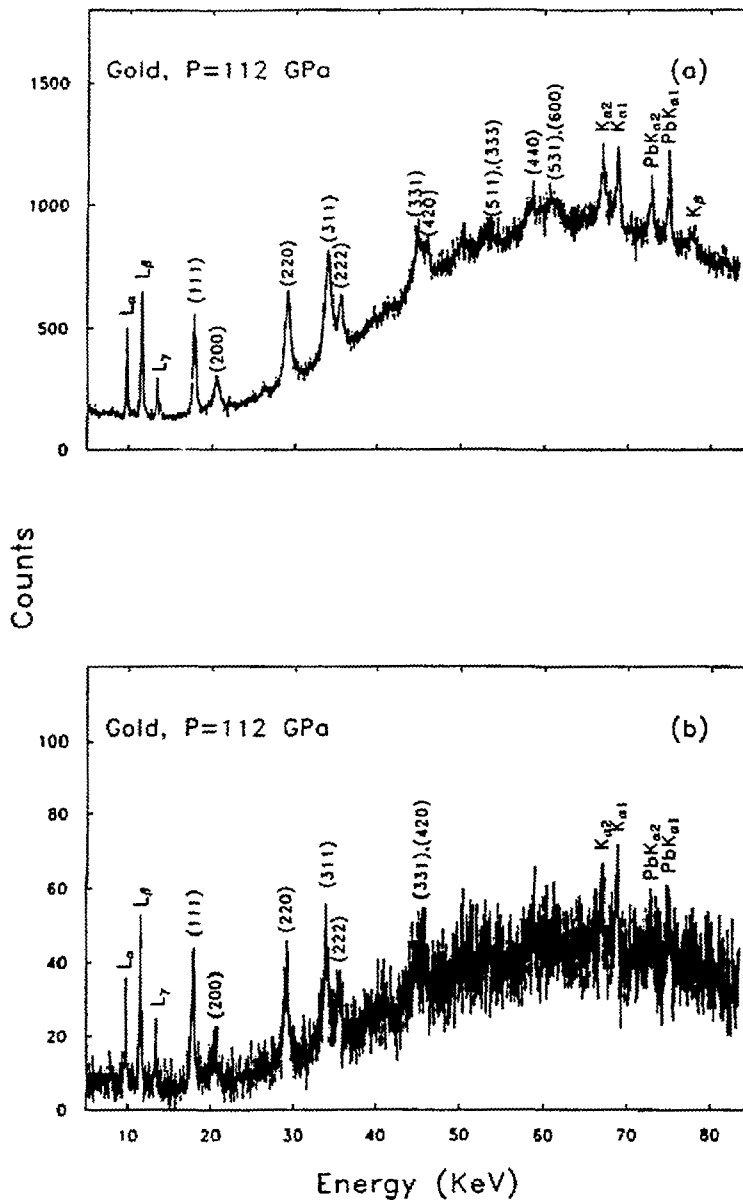 Gold, P=112 GPa
(a)
1500
1000
500
0
Lα
Lβ
Lγ
(111)
(200)
(220)
(311)
(222)
(331)
(420)
(511),(333)
(440)
(531),(600)
Kα2
Kα1
PbKα2
PbKα1
Kβ
Counts
Gold, P=112 GPa
(b)
100
80
60
40
20
0
Lα
Lβ
Lγ
(111)
(200)
(220)
(311)
(222)
(331),(420)
Kα2
Kα1
PbKα2
PbKα1
10 20 30 40 50 60 70 80
Energy (KeV)